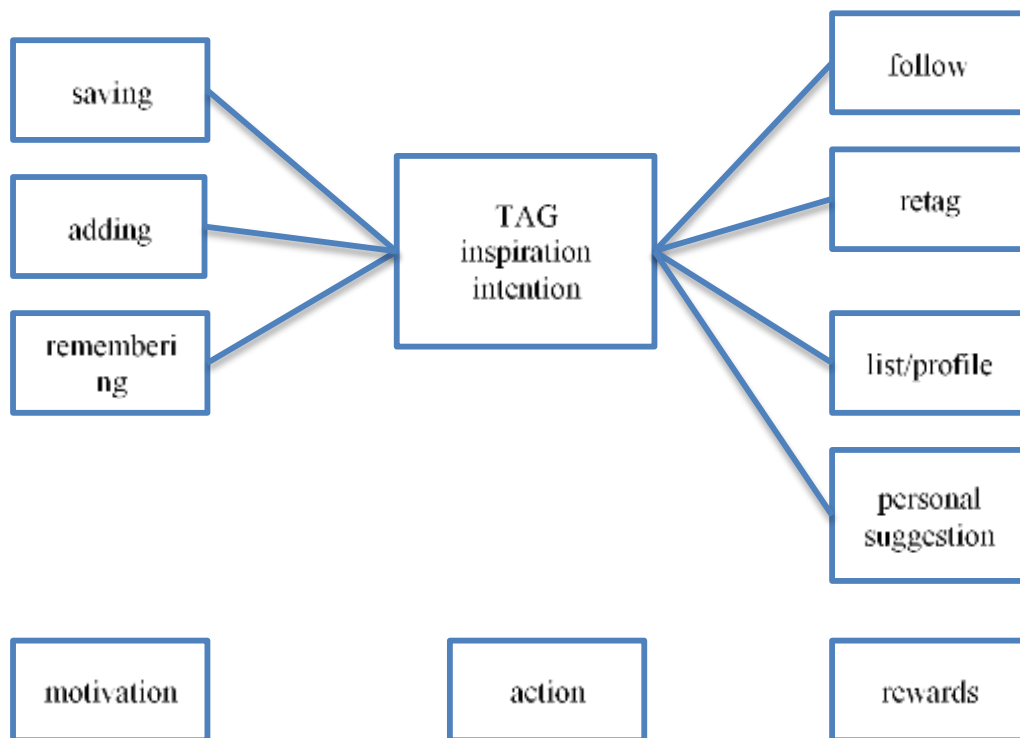 saving
adding
rememberi
ng
TAG
inspiration
intention
follow
retag
list/profile
personal
suggestion
motivation
action
rewards